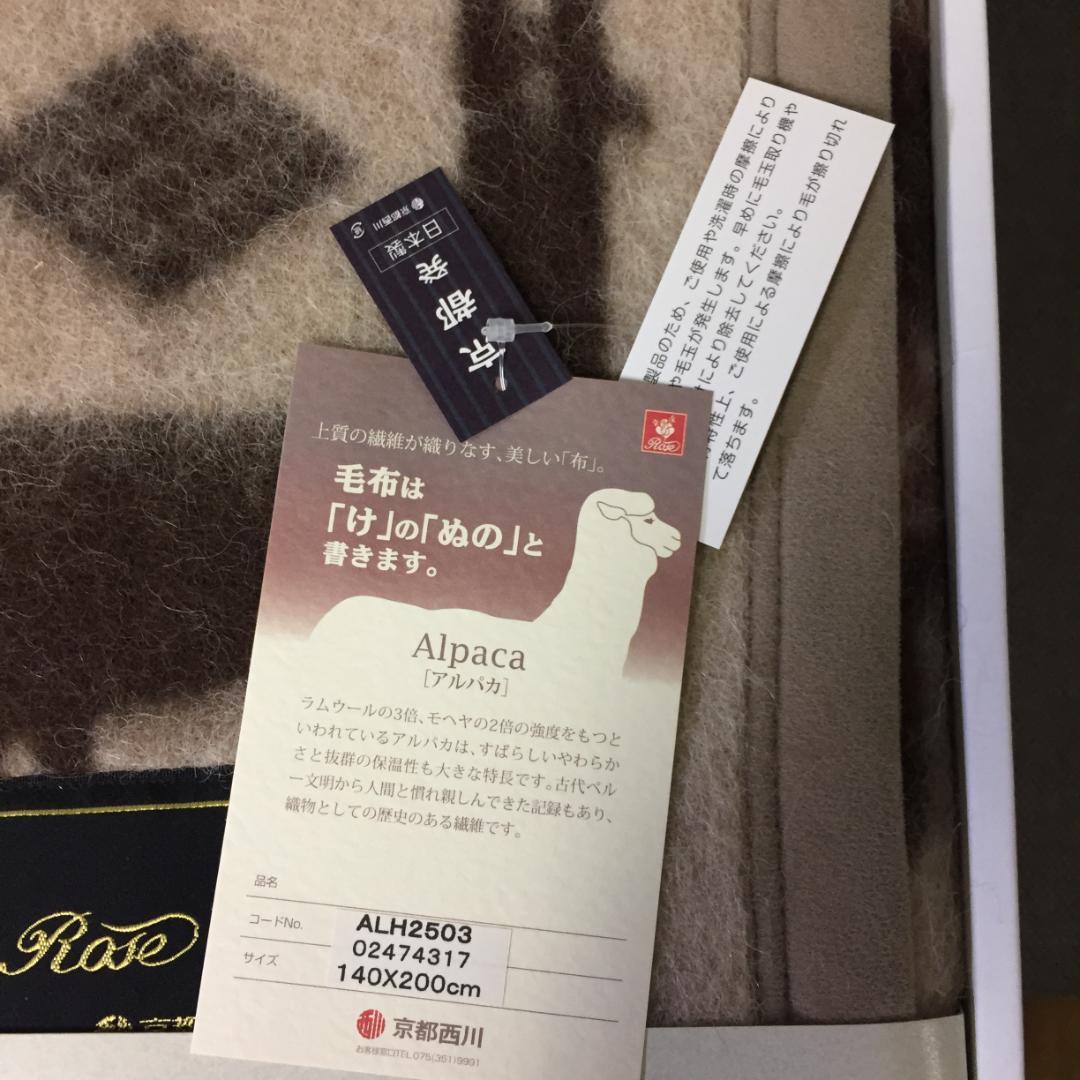 京都西川
日本製
京都発
製品のため、ご使用や洗濯時の摩擦により
や毛玉が発生します。早めに毛玉取り機や
により除去してください。
特性上、ご使用による摩擦により毛が擦り切れ
て落ちます。
Rose
上質の繊維が織りなす、美しい「布」。
毛布は
「け」の「ぬの」と
書きます。
Alpaca
[アルパカ]
ラムウールの3倍、モヘヤの2倍の強度をもつと
いわれているアルパカは、すばらしいやわらか
さと抜群の保温性も大きな特長です。古代ペル
ー文明から人間と慣れ親しんできた記録もあり、
織物としての歴史のある繊維です。
品名
コードNo.
ALH2503
02474317
サイズ
140X200cm
京都西川
お客様窓口TEL.075(351)9991
Rose